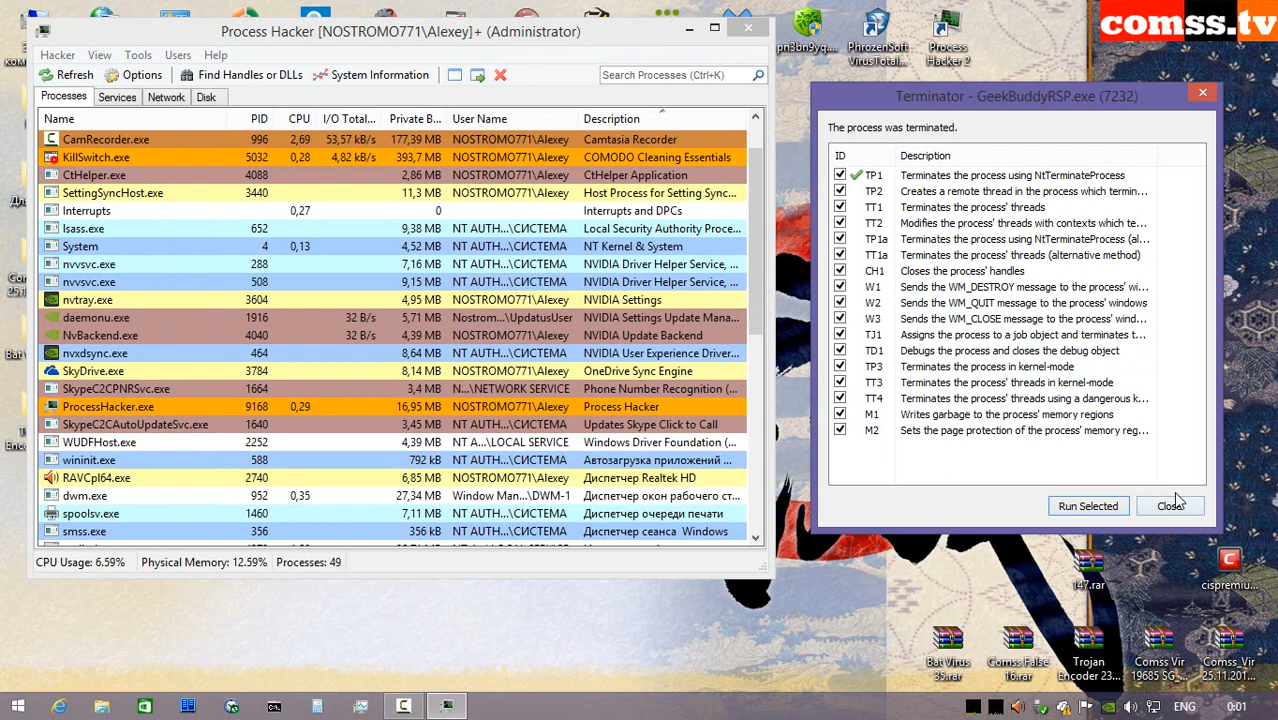 comss.tv
Process Hacker [NOSTROMO771\Alexey]+ (Administrator)
Hacker View Tools Users Help
Refresh Options Find Handles or DLLs System Information Search Processes (Ctrl+K)
Processes Services Network Disk
Name PID CPU I/O Total... Private B... User Name Description
CamRecorder.exe 996 2,69 53,57 kB/s 177,39 MB NOSTROMO771\Alexey Camtasia Recorder
KillSwitch.exe 5032 0,28 4,82 kB/s 393,7 MB NOSTROMO771\Alexey COMODO Cleaning Essentials
CtHelper.exe 4088 2,86 MB NOSTROMO771\Alexey CtHelper Application
SettingSyncHost.exe 3440 11,3 MB NOSTROMO771\Alexey Host Process for Setting Sync...
Interrupts 0,27 0 Interrupts and DPCs
lsass.exe 652 6,32 MB NT AUTH...\СИСТЕМА Local Security Authority Proce...
System 4 0,13 4,52 MB NT AUTH...\СИСТЕМА NT Kernel & System
nvvsvc.exe 288 7,16 MB NT AUTH...\СИСТЕМА NVIDIA Driver Helper Service, ...
nvvsvc.exe 508 9,15 MB NT AUTH...\СИСТЕМА NVIDIA Driver Helper Service, ...
nvtray.exe 3604 4,95 MB NOSTROMO771\Alexey NVIDIA Settings
daemonu.exe 1916 32 B/s 5,71 MB Nostrom...\UpdatusUser NVIDIA Settings Update Mana...
NvBackend.exe 4040 32 B/s 4,39 MB NOSTROMO771\Alexey NVIDIA Update Backend
nvxdsync.exe 464 8,64 MB NT AUTH...\СИСТЕМА NVIDIA User Experience Driver...
SkyDrive.exe 3784 8,14 MB NOSTROMO771\Alexey OneDrive Sync Engine
SkypeC2CPNRSvc.exe 1664 3,4 MB N...\NETWORK SERVICE Phone Number Recognition (...
ProcessHacker.exe 9168 0,29 16,95 MB NOSTROMO771\Alexey Process Hacker
SkypeC2CAutoUpdateSvc.exe 1640 3,45 MB NT AUTH...\СИСТЕМА Updates Skype Click to Call
WUDFHost.exe 2252 4,39 MB NT A...\LOCAL SERVICE Windows Driver Foundation (...
wininit.exe 588 792 kB NT AUTH...\СИСТЕМА Автозагрузка приложений ...
RAVCpl64.exe 2740 6,85 MB NOSTROMO771\Alexey Диспетчер Realtek HD
dwm.exe 952 0,35 27,34 MB Window Man...\DWM-1 Диспетчер окон рабочего ст...
spoolsv.exe 1460 7,11 MB NT AUTH...\СИСТЕМА Диспетчер очереди печати
smss.exe 356 356 kB NT AUTH...\СИСТЕМА Диспетчер сеанса Windows
CPU Usage: 6.59% Physical Memory: 12.59% Processes: 49
PhrozenSoft
VirusTotal...
Process
Hacker 2
Terminator - GeekBuddyRSP.exe (7232)
The process was terminated.
ID Description
TP1 Terminates the process using NtTerminateProcess
TP2 Creates a remote thread in the process which termin...
TT1 Terminates the process' threads
TT2 Modifies the process' threads with contexts which te...
TP1a Terminates the process using NtTerminateProcess (al...
TT1a Terminates the process' threads (alternative method)
CH1 Closes the process' handles
W1 Sends the WM_DESTROY message to the process' wi...
W2 Sends the WM_QUIT message to the process' windows
W3 Sends the WM_CLOSE message to the process' wind...
TJ1 Assigns the process to a job object and terminates t...
TD1 Debugs the process and closes the debug object
TP3 Terminates the process in kernel-mode
TT3 Terminates the process' threads in kernel-mode
TT4 Terminates the process' threads using a dangerous k...
M1 Writes garbage to the process' memory regions
M2 Sets the page protection of the process' memory reg...
Run Selected Close
147.rar cispremiu...
Bat Virus
35.rar
Comss False
16.rar
Trojan
Encoder 23...
Comss Vir
19685 SG_...
Comss_Vir
25.11.201...
ENG 0:01